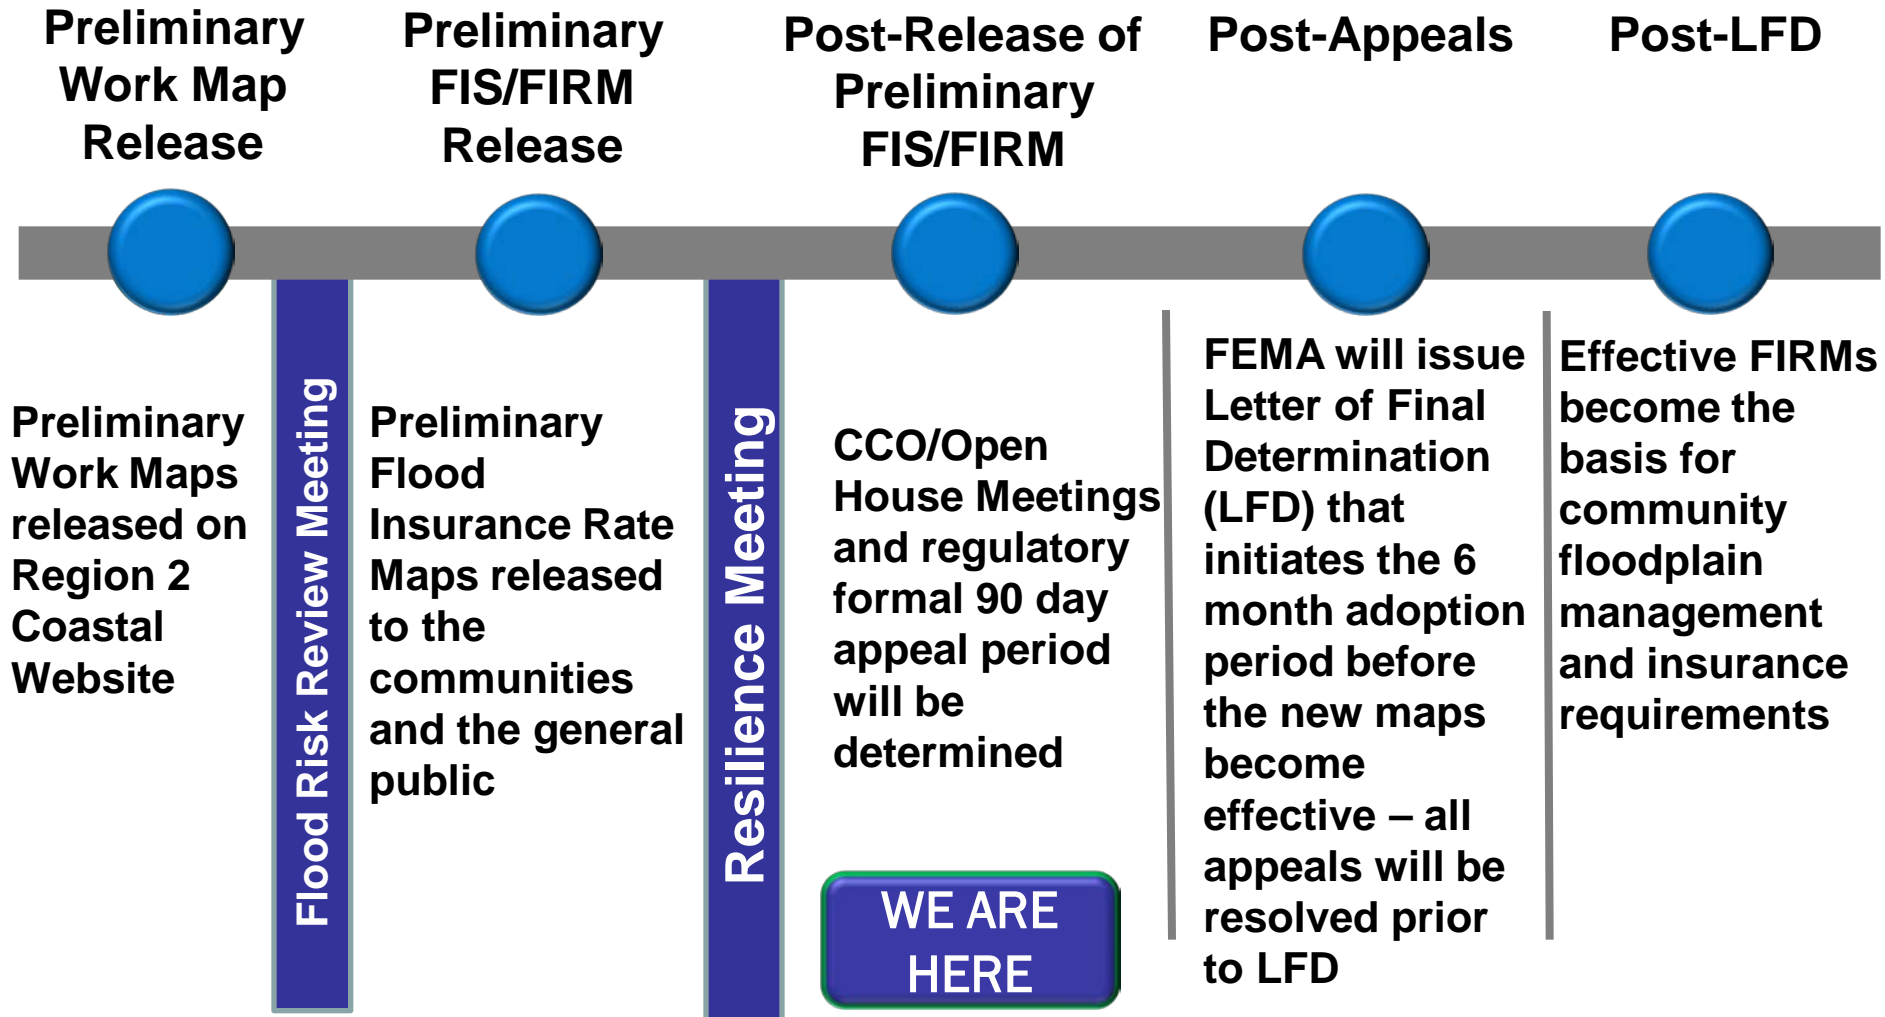 Preliminary
Work Map
Release
Preliminary
FIS/FIRM
Release
Post-Release of
Preliminary
FIS/FIRM
Post-Appeals
Post-LFD
Preliminary
Work Maps
released on
Region 2
Coastal
Website
Flood Risk Review Meeting
Preliminary
Flood
Insurance Rate
Maps released
to the
communities
and the general
public
Resilience Meeting
CCO/Open
House Meetings
and regulatory
formal 90 day
appeal period
will be
determined
WE ARE
HERE
FEMA will issue
Letter of Final
Determination
(LFD) that
initiates the 6
month adoption
period before
the new maps
become
effective – all
appeals will be
resolved prior
to LFD
Effective FIRMs
become the
basis for
community
floodplain
management
and insurance
requirements